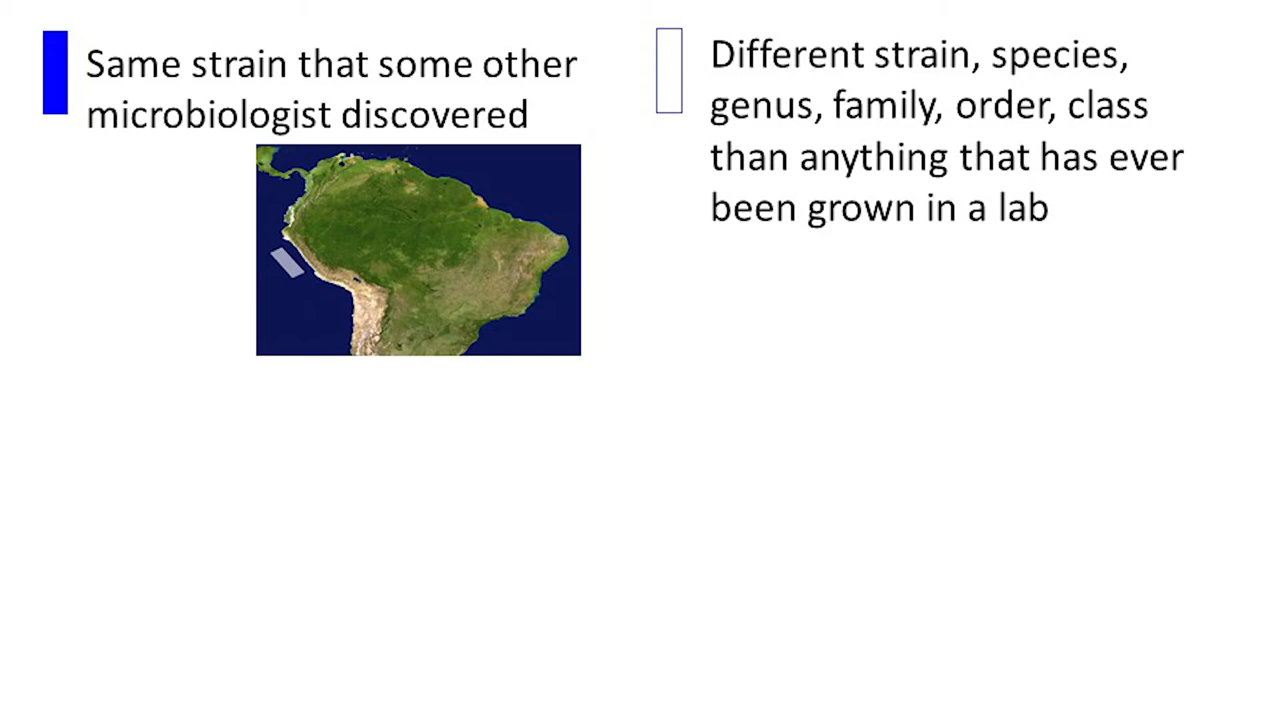 Same strain that some other
microbiologist discovered
Different strain, species,
genus, family, order, class
than anything that has ever
been grown in a lab